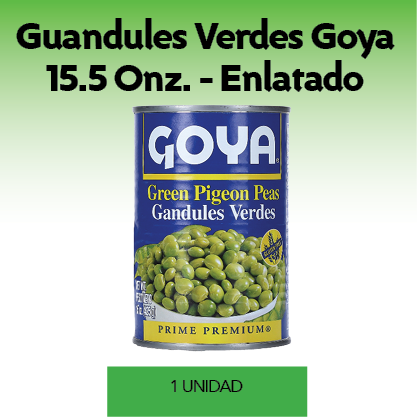 Guandules Verdes Goya
15.5 Onz. - Enlatado
GOYA®
Green Pigeon Peas
Gandules Verdes
PRIME PREMIUM®
1 UNIDAD